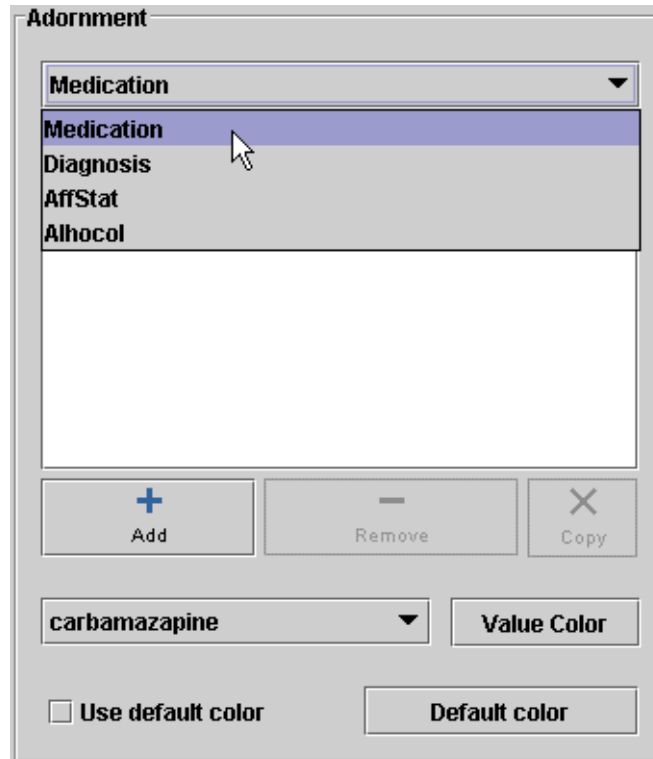 Adornment
Medication
Medication
Diagnosis
AffStat
Alhocol
Add Remove Copy
carbamazapine Value Color
Use default color Default color